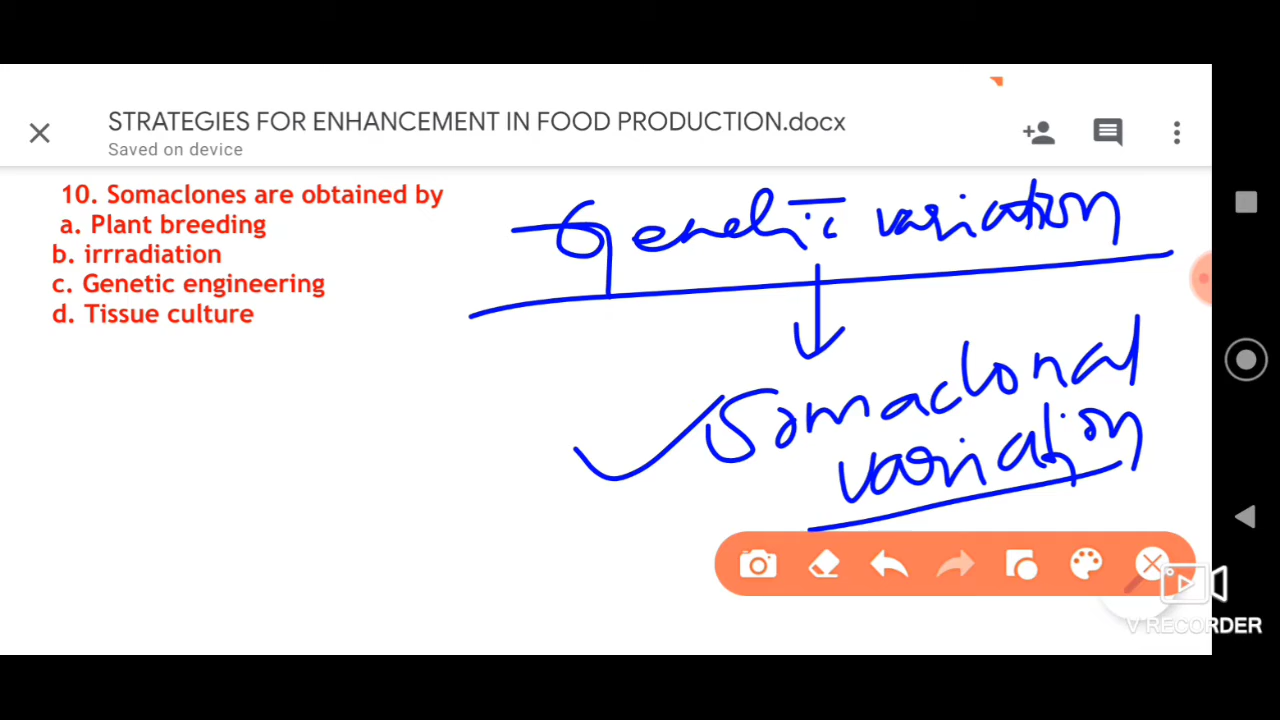 STRATEGIES FOR ENHANCEMENT IN FOOD PRODUCTION.docx
Saved on device
10. Somaclones are obtained by
a. Plant breeding
b. irrradiation
c. Genetic engineering
d. Tissue culture
Genetic variation
Somaclonal
variation
V RECORDER